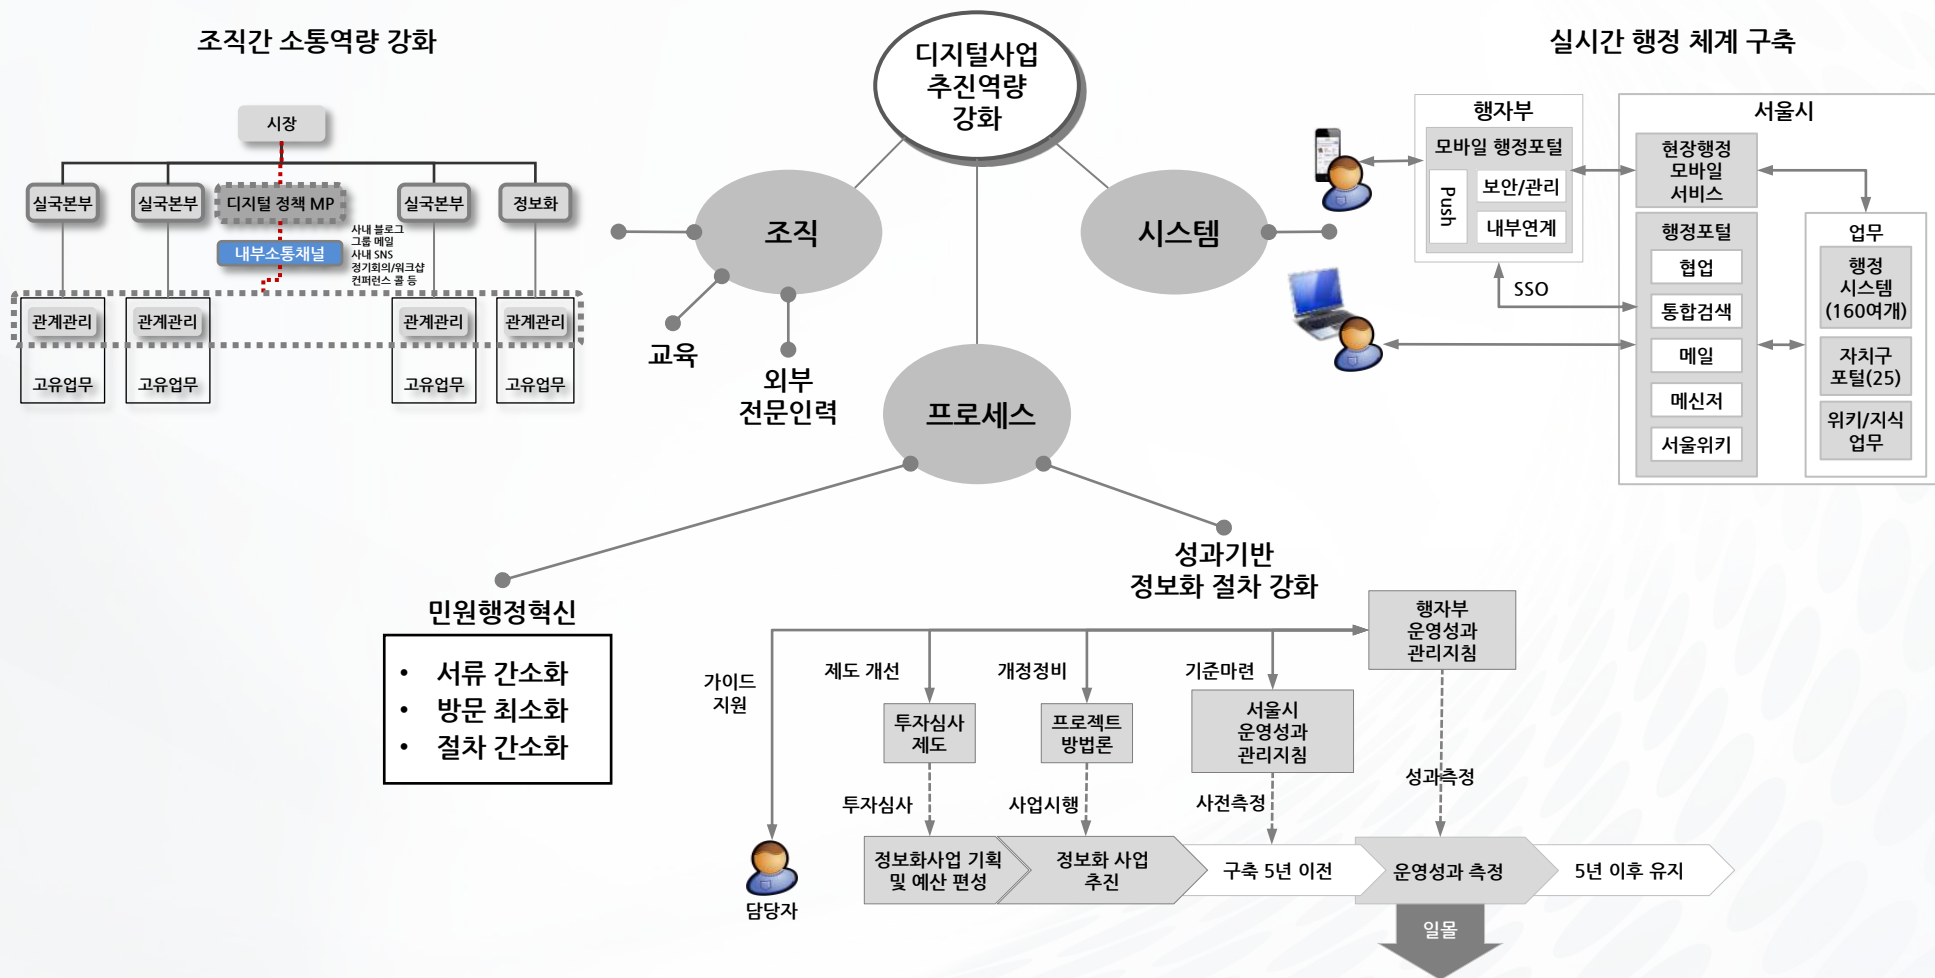 조직간 소통역량 강화
시장
실국본부
실국본부
디지털 정책 MP
실국본부
정보화
내부소통채널
사내 블로그
그룹 메일
사내 SNS
정기회의/워크샵
컨퍼런스 콜 등
관계관리
관계관리
관계관리
관계관리
고유업무
고유업무
고유업무
고유업무
디지털사업
추진역량
강화
조직
시스템
프로세스
교육
외부
전문인력
실시간 행정 체계 구축
행자부
모바일 행정포털
Push
보안/관리
내부연계
SSO
서울시
현장행정
모바일
서비스
행정포털
협업
통합검색
메일
메신저
서울위키
업무
행정
시스템
(160여개)
자치구
포털(25)
위키/지식
업무
민원행정혁신
• 서류 간소화
• 방문 최소화
• 절차 간소화
성과기반
정보화 절차 강화
행자부
운영성과
관리지침
가이드
지원
제도 개선
개정정비
기준마련
투자심사
제도
프로젝트
방법론
서울시
운영성과
관리지침
투자심사
사업시행
사전측정
성과측정
담당자
정보화사업 기획
및 예산 편성
정보화 사업
추진
구축 5년 이전
운영성과 측정
5년 이후 유지
일몰